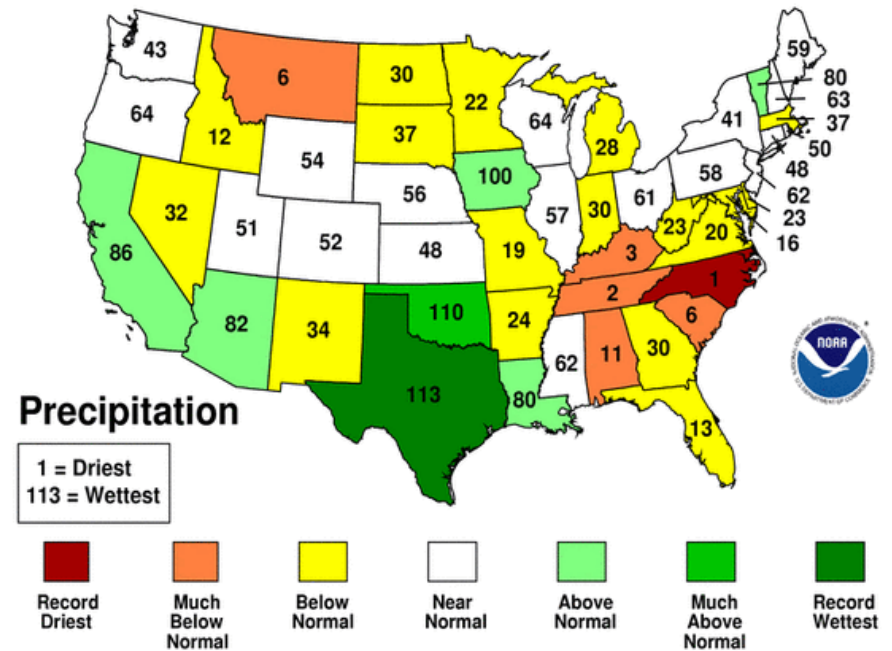 43
59
6
30
80
22
63
64
41
37
64
12
37
28
50
54
100
58
48
56
61
62
32
51
57
30
23
23
52
48
19
20
16
86
3
1
2
82
34
110
24
6
11
30
62
113
80
13
NOAA
Precipitation
1 = Driest
113 = Wettest
Record
Driest
Much
Below
Normal
Below
Normal
Near
Normal
Above
Normal
Much
Above
Normal
Record
Wettest